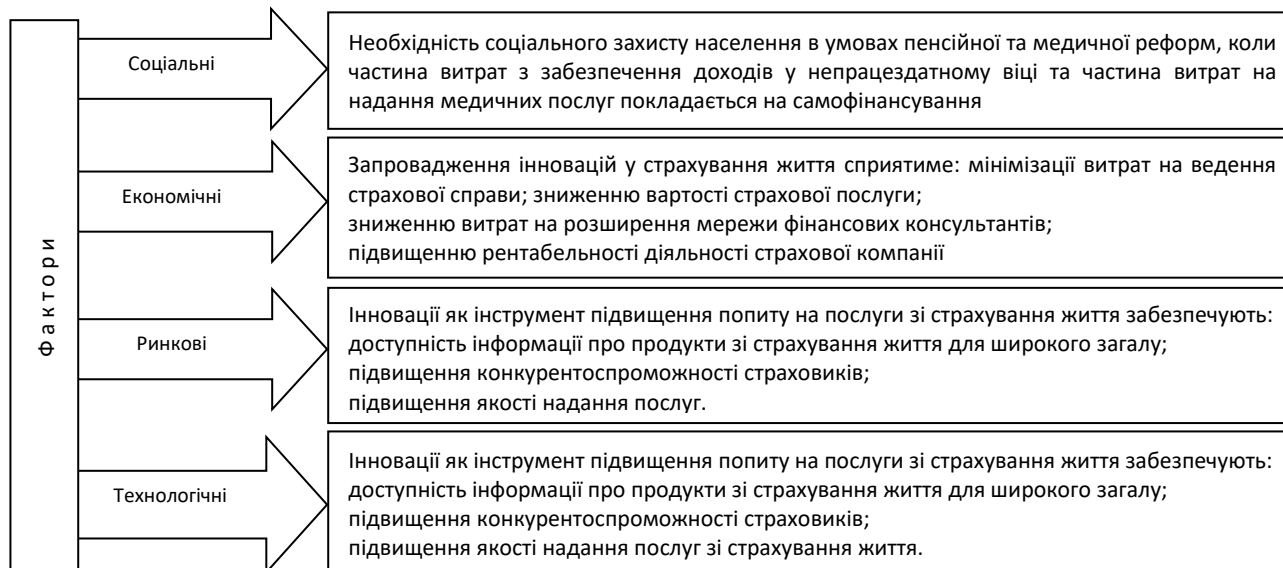 Фактори
Соціальні
Необхідність соціального захисту населення в умовах пенсійної та медичної реформ, коли
частина витрат з забезпечення доходів у непрацездатному віці та частина витрат на
надання медичних послуг покладається на самофінансування
Економічні
Запровадження інновацій у страхування життя сприятиме: мінімізації витрат на ведення
страхової справи; зниженню вартості страхової послуги;
зниженню витрат на розширення мережи фінансових консультантів;
підвищенню рентабельності діяльності страхової компанії
Ринкові
Інновації як інструмент підвищення попиту на послуги зі страхування життя забезпечують:
доступність інформації про продукти зі страхування життя для широкого загалу;
підвищення конкурентоспроможності страховиків;
підвищення якості надання послуг.
Технологічні
Інновації як інструмент підвищення попиту на послуги зі страхування життя забезпечують:
доступність інформації про продукти зі страхування життя для широкого загалу;
підвищення конкурентоспроможності страховиків;
підвищення якості надання послуг зі страхування життя.